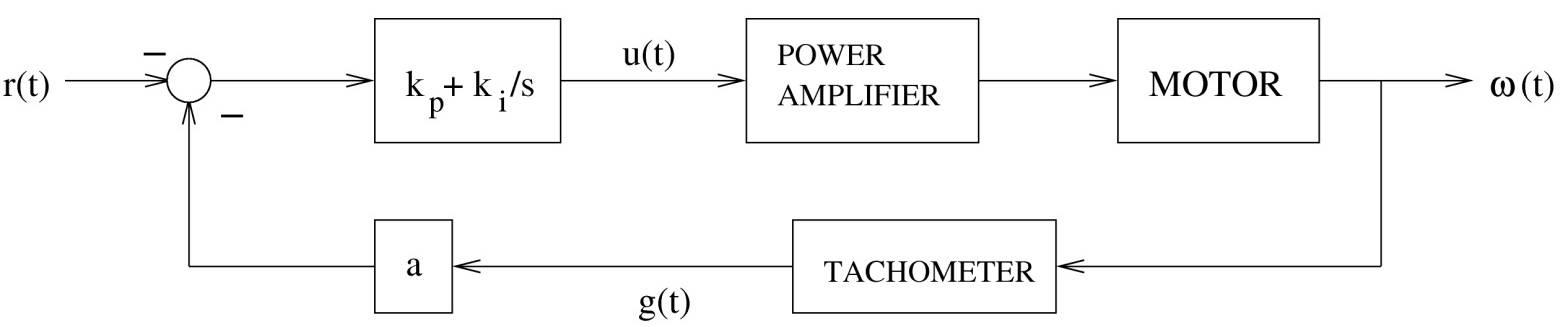 r(t)
−
−
k_p + k_i/s
u(t)
POWER
AMPLIFIER
MOTOR
ω(t)
a
g(t)
TACHOMETER